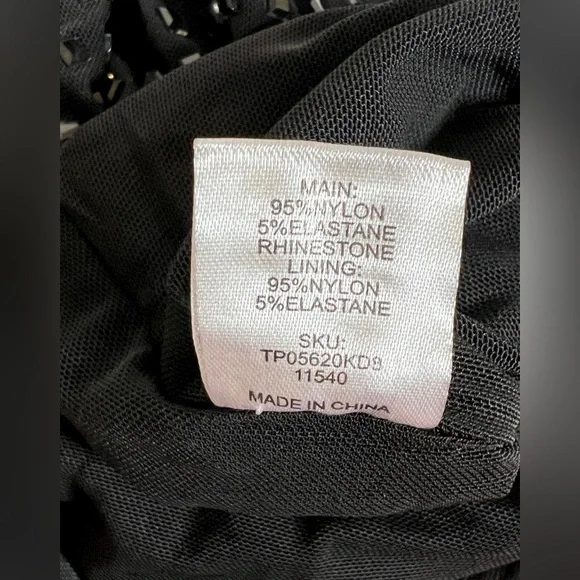 MAIN:
95%NYLON
5%ELASTANE
RHINESTONE
LINING:
95%NYLON
5%ELASTANE
SKU:
TP05620KD8
11540
MADE IN CHINA